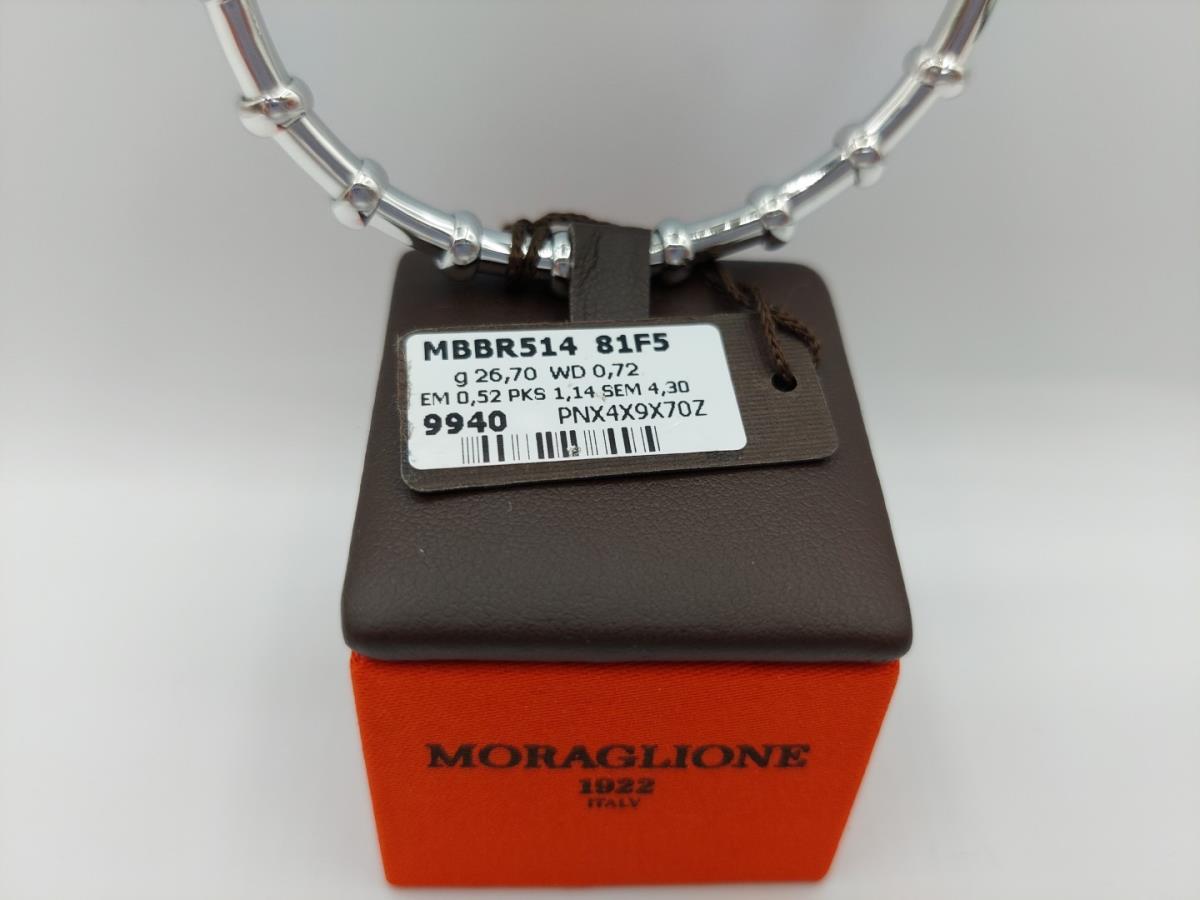 MBBR514 81F5
g 26,70 WD 0,72
EM 0,52 PKS 1,14 SEM 4,30
9940 PNX4X9X70Z
MORAGLIONE
1922
ITALY